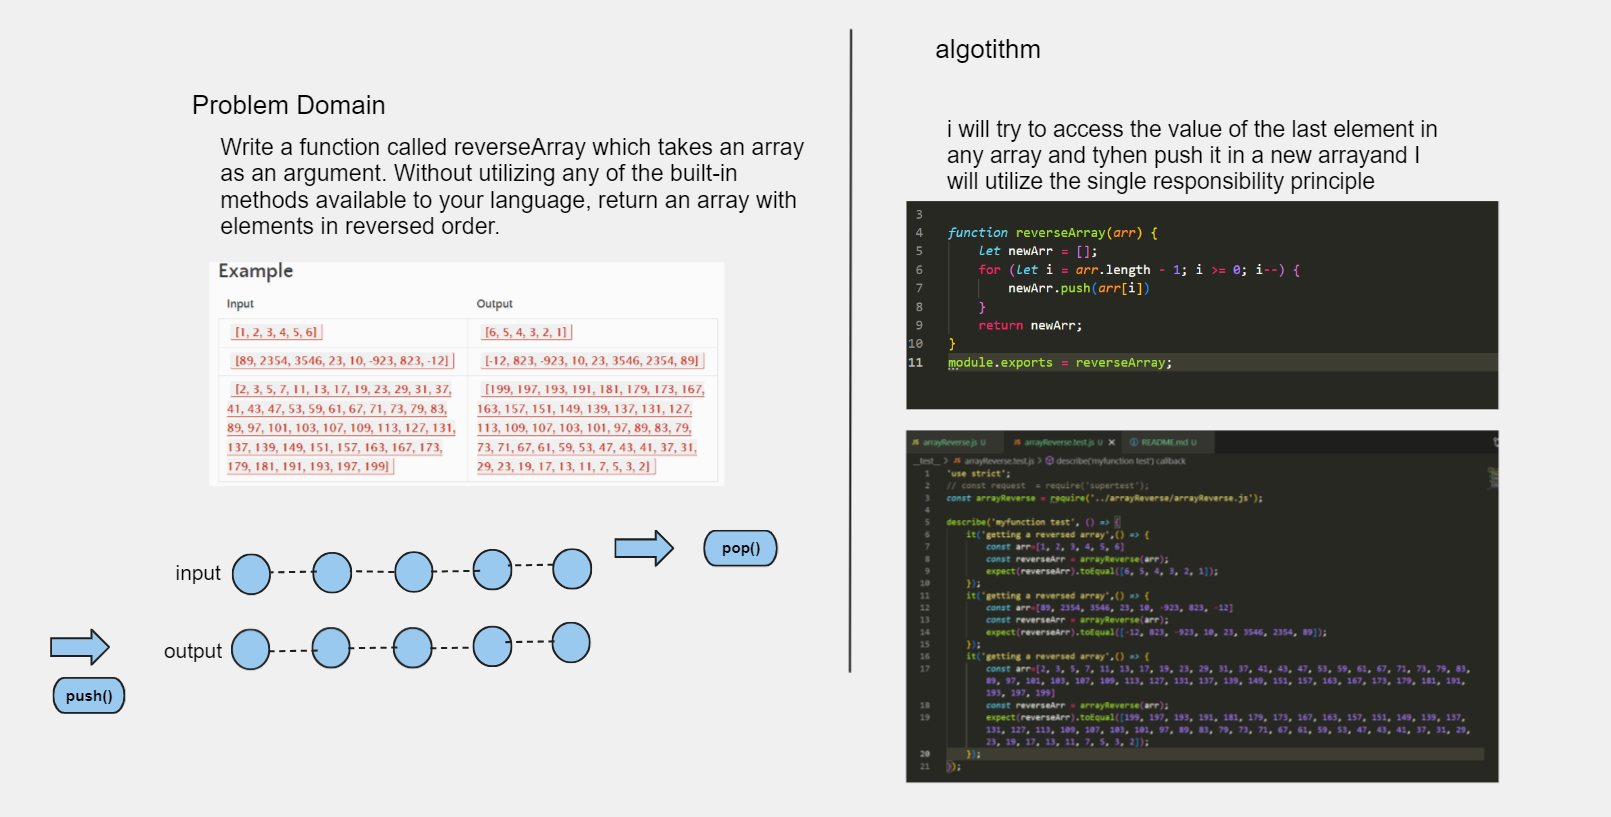 Problem Domain
Write a function called reverseArray which takes an array
as an argument. Without utilizing any of the built-in
methods available to your language, return an array with
elements in reversed order.
Example
Input Output
[1, 2, 3, 4, 5, 6] [6, 5, 4, 3, 2, 1]
[89, 2354, 3546, 23, 10, -923, 823, -12] [-12, 823, -923, 10, 23, 3546, 2354, 89]
[2, 3, 5, 7, 11, 13, 17, 19, 23, 29, 31, 37,
41, 43, 47, 53, 59, 61, 67, 71, 73, 79, 83,
89, 97, 101, 103, 107, 109, 113, 127, 131,
137, 139, 149, 151, 157, 163, 167, 173,
179, 181, 191, 193, 197, 199]
[199, 197, 193, 191, 181, 179, 173, 167,
163, 157, 151, 149, 139, 137, 131, 127,
113, 109, 107, 103, 101, 97, 89, 83, 79,
73, 71, 67, 61, 59, 53, 47, 43, 41, 37, 31,
29, 23, 19, 17, 13, 11, 7, 5, 3, 2]
input
pop()
output
push()
algotithm
i will try to access the value of the last element in
any array and tyhen push it in a new arrayand I
will utilize the single responsibility principle
3
4 function reverseArray(arr) {
5 let newArr = [];
6 for (let i = arr.length - 1; i >= 0; i--) {
7 newArr.push(arr[i])
8 }
9 return newArr;
10 }
11 module.exports = reverseArray;
JS arrayReverse.js U JS arrayReverse.test.js U X README.md U
__test__ > JS arrayReverse.test.js > describe('myfunction test') callback
1 'use strict';
2 // const request = require('supertest');
3 const arrayReverse = require('../arrayReverse/arrayReverse.js');
4
5 describe('myfunction test', () => {
6 it('getting a reversed array',() => {
7 const arr=[1, 2, 3, 4, 5, 6]
8 const reverseArr = arrayReverse(arr);
9 expect(reverseArr).toEqual([6, 5, 4, 3, 2, 1]);
10 });
11 it('getting a reversed array',() => {
12 const arr=[89, 2354, 3546, 23, 10, -923, 823, -12]
13 const reverseArr = arrayReverse(arr);
14 expect(reverseArr).toEqual([-12, 823, -923, 10, 23, 3546, 2354, 89]);
15 });
16 it('getting a reversed array',() => {
17 const arr=[2, 3, 5, 7, 11, 13, 17, 19, 23, 29, 31, 37, 41, 43, 47, 53, 59, 61, 67, 71, 73, 79, 83,
89, 97, 101, 103, 107, 109, 113, 127, 131, 137, 139, 149, 151, 157, 163, 167, 173, 179, 181, 191,
193, 197, 199]
18 const reverseArr = arrayReverse(arr);
19 expect(reverseArr).toEqual([199, 197, 193, 191, 181, 179, 173, 167, 163, 157, 151, 149, 139, 137,
131, 127, 113, 109, 107, 103, 101, 97, 89, 83, 79, 73, 71, 67, 61, 59, 53, 47, 43, 41, 37, 31, 29,
23, 19, 17, 13, 11, 7, 5, 3, 2]);
20 });
21 });